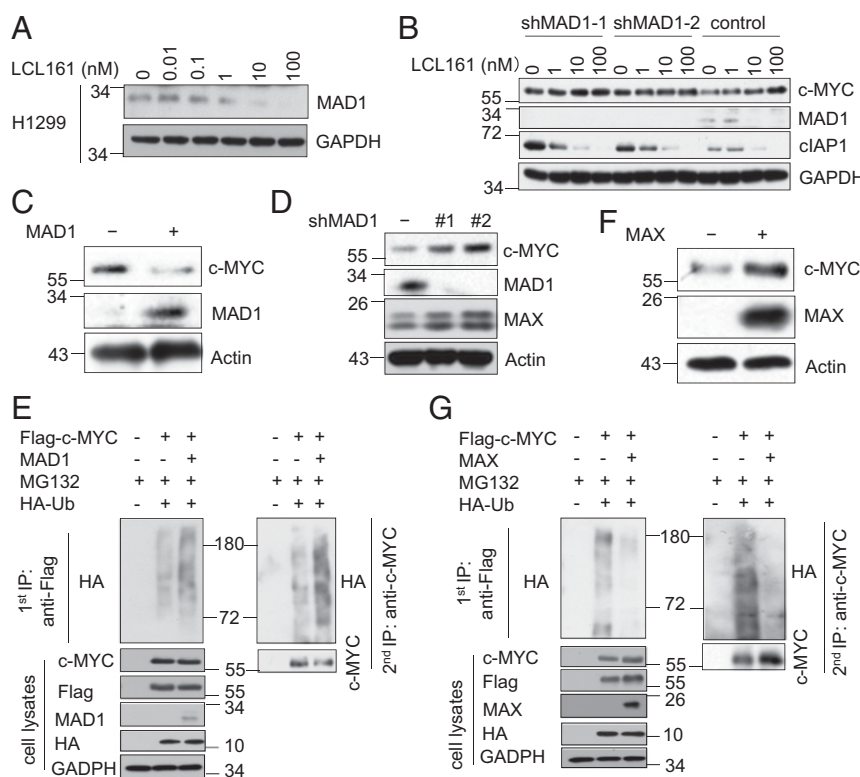 A
LCL161 (nM) 0 0.01 0.1 1 10 100
H1299
34
MAD1
GAPDH
34
B
shMAD1-1 shMAD1-2 control
LCL161 (nM) 0 1 10 100 0 1 10 100 0 1 10 100
c-MYC
55
34
MAD1
72
cIAP1
GAPDH
34
C
MAD1 – +
c-MYC
55
34
MAD1
43
Actin
D
shMAD1 – #1 #2
c-MYC
55
34
MAD1
26
MAX
43
Actin
F
MAX – +
c-MYC
55
26
MAX
43
Actin
E
Flag-c-MYC - + + - + +
MAD1 - - + - - +
MG132 + + + + + +
HA-Ub - + + - + +
1st IP:
anti-Flag
HA
180
72
HA
2nd IP: anti-c-MYC
c-MYC
cell lysates
c-MYC
55
Flag
55
34
MAD1
HA
10
GADPH
34
G
Flag-c-MYC - + + - + +
MAX - - + - - +
MG132 + + + + + +
HA-Ub - + + - + +
1st IP:
anti-Flag
HA
180
72
HA
2nd IP: anti-c-MYC
c-MYC
cell lysates
c-MYC
55
Flag
55
26
MAX
HA
10
GADPH
34